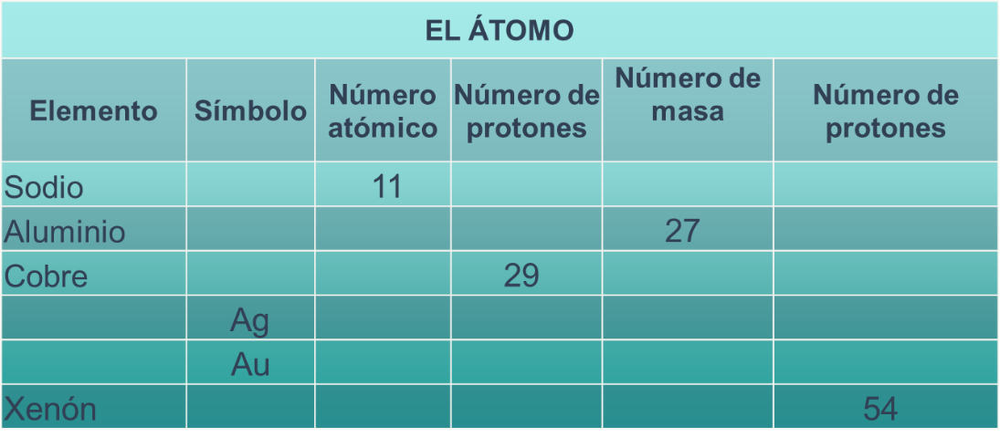 EL ÁTOMO
Elemento Símbolo Número atómico Número de protones Número de masa Número de protones
Sodio 11
Aluminio 27
Cobre 29
Ag
Au
Xenón 54